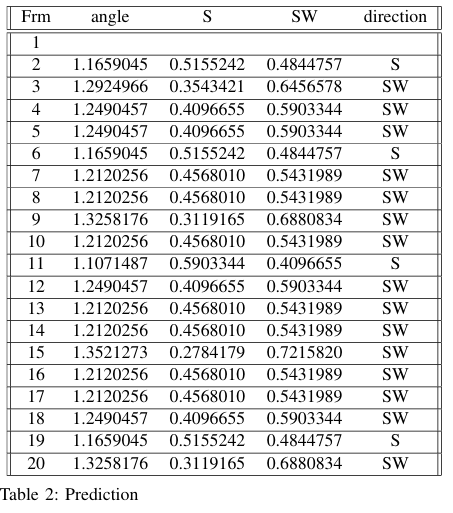 Frm angle S SW direction
1
2 1.1659045 0.5155242 0.4844757 S
3 1.2924966 0.3543421 0.6456578 SW
4 1.2490457 0.4096655 0.5903344 SW
5 1.2490457 0.4096655 0.5903344 SW
6 1.1659045 0.5155242 0.4844757 S
7 1.2120256 0.4568010 0.5431989 SW
8 1.2120256 0.4568010 0.5431989 SW
9 1.3258176 0.3119165 0.6880834 SW
10 1.2120256 0.4568010 0.5431989 SW
11 1.1071487 0.5903344 0.4096655 S
12 1.2490457 0.4096655 0.5903344 SW
13 1.2120256 0.4568010 0.5431989 SW
14 1.2120256 0.4568010 0.5431989 SW
15 1.3521273 0.2784179 0.7215820 SW
16 1.2120256 0.4568010 0.5431989 SW
17 1.2120256 0.4568010 0.5431989 SW
18 1.2490457 0.4096655 0.5903344 SW
19 1.1659045 0.5155242 0.4844757 S
20 1.3258176 0.3119165 0.6880834 SW
Table 2: Prediction